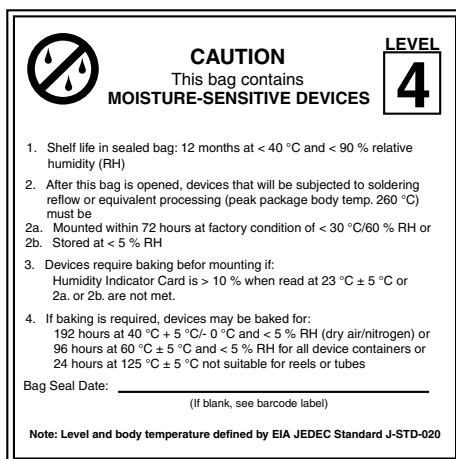 CAUTION
This bag contains
MOISTURE-SENSITIVE DEVICES
LEVEL
4
1. Shelf life in sealed bag: 12 months at < 40 °C and < 90 % relative
humidity (RH)
2. After this bag is opened, devices that will be subjected to soldering
reflow or equivalent processing (peak package body temp. 260 °C)
must be
2a. Mounted within 72 hours at factory condition of < 30 °C/60 % RH or
2b. Stored at < 5 % RH
3. Devices require baking befor mounting if:
Humidity Indicator Card is > 10 % when read at 23 °C ± 5 °C or
2a. or 2b. are not met.
4. If baking is required, devices may be baked for:
192 hours at 40 °C + 5 °C/- 0 °C and < 5 % RH (dry air/nitrogen) or
96 hours at 60 °C ± 5 °C and < 5 % RH for all device containers or
24 hours at 125 °C ± 5 °C not suitable for reels or tubes
Bag Seal Date:
(If blank, see barcode label)
Note: Level and body temperature defined by EIA JEDEC Standard J-STD-020